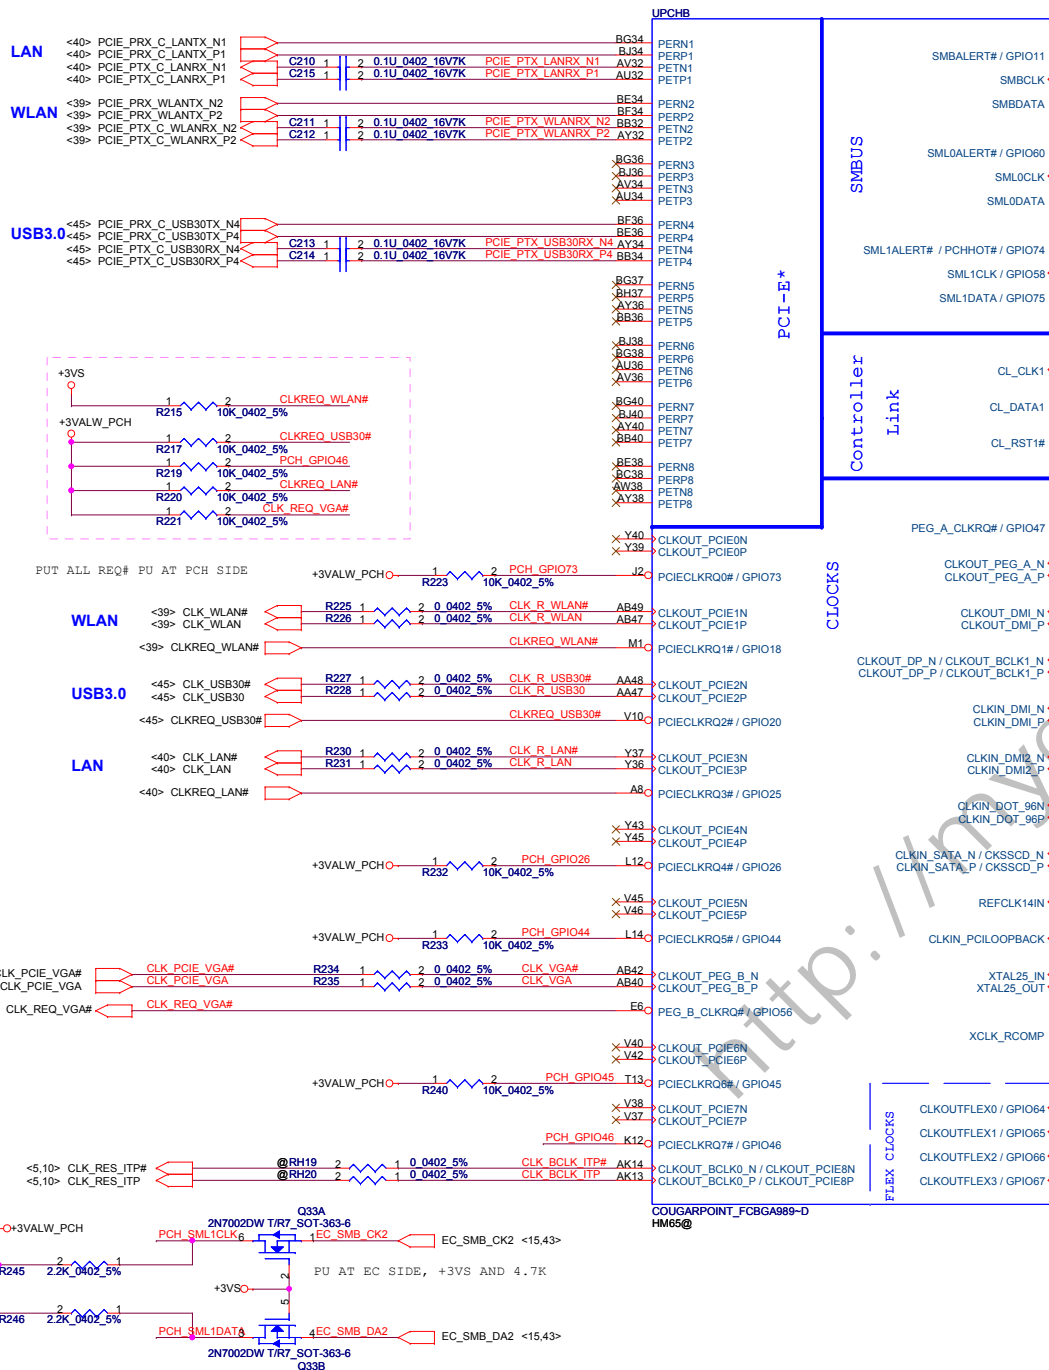 UPCHB
LAN
<40> PCIE_PRX_C_LANTX_N1 BG34 PERN1
<40> PCIE_PRX_C_LANTX_P1 BJ34 PERP1
<40> PCIE_PTX_C_LANRX_N1 C210 1 2 0.1U_0402_16V7K PCIE_PTX_LANRX_N1 AV32 PETN1
<40> PCIE_PTX_C_LANRX_P1 C215 1 2 0.1U_0402_16V7K PCIE_PTX_LANRX_P1 AU32 PETP1
WLAN
<39> PCIE_PRX_WLANTX_N2 BE34 PERN2
<39> PCIE_PRX_WLANTX_P2 BF34 PERP2
<39> PCIE_PTX_C_WLANRX_N2 C211 1 2 0.1U_0402_16V7K PCIE_PTX_WLANRX_N2 BB32 PETN2
<39> PCIE_PTX_C_WLANRX_P2 C212 1 2 0.1U_0402_16V7K PCIE_PTX_WLANRX_P2 AY32 PETP2
BG36 PERN3
BJ36 PERP3
AV34 PETN3
AU34 PETP3
USB3.0
<45> PCIE_PRX_C_USB30TX_N4 BF36 PERN4
<45> PCIE_PRX_C_USB30TX_P4 BE36 PERP4
<45> PCIE_PTX_C_USB30RX_N4 C213 1 2 0.1U_0402_16V7K PCIE_PTX_USB30RX_N4 AY34 PETN4
<45> PCIE_PTX_C_USB30RX_P4 C214 1 2 0.1U_0402_16V7K PCIE_PTX_USB30RX_P4 BB34 PETP4
BG37 PERN5
BH37 PERP5
AY36 PETN5
BB36 PETP5
BJ38 PERN6
BG38 PERP6
AU36 PETN6
AV36 PETP6
BG40 PERN7
BJ40 PERP7
AY40 PETN7
BB40 PETP7
BE38 PERN8
BC38 PERP8
AW38 PETN8
AY38 PETP8
PCI-E*
SMBALERT# / GPIO11
SMBCLK
SMBDATA
SML0ALERT# / GPIO60
SML0CLK
SML0DATA
SML1ALERT# / PCHHOT# / GPIO74
SML1CLK / GPIO58
SML1DATA / GPIO75
SMBUS
Controller
Link
CL_CLK1
CL_DATA1
CL_RST1#
+3VS
R215 1 2 10K_0402_5% CLKREQ_WLAN#
+3VALW_PCH
R217 1 2 10K_0402_5% CLKREQ_USB30#
R219 1 2 10K_0402_5% PCH_GPIO46
R220 1 2 10K_0402_5% CLKREQ_LAN#
R221 1 2 10K_0402_5% CLK_REQ_VGA#
PUT ALL REQ# PU AT PCH SIDE
Y40 CLKOUT_PCIE0N
Y39 CLKOUT_PCIE0P
+3VALW_PCH R223 1 2 10K_0402_5% PCH_GPIO73 J2 PIECLKRQ0# / GPIO73
WLAN
<39> CLK_WLAN# R225 1 2 0_0402_5% CLK_R_WLAN# AB49 CLKOUT_PCIE1N
<39> CLK_WLAN R226 1 2 0_0402_5% CLK_R_WLAN AB47 CLKOUT_PCIE1P
<39> CLKREQ_WLAN# CLKREQ_WLAN# M1 PCIECLKRQ1# / GPIO18
USB3.0
<45> CLK_USB30# R227 1 2 0_0402_5% CLK_R_USB30# AA48 CLKOUT_PCIE2N
<45> CLK_USB30 R228 1 2 0_0402_5% CLK_R_USB30 AA47 CLKOUT_PCIE2P
<45> CLKREQ_USB30# CLKREQ_USB30# V10 PCIECLKRQ2# / GPIO20
LAN
<40> CLK_LAN# R230 1 2 0_0402_5% CLK_R_LAN# Y37 CLKOUT_PCIE3N
<40> CLK_LAN R231 1 2 0_0402_5% CLK_R_LAN Y36 CLKOUT_PCIE3P
<40> CLKREQ_LAN# A8 PCIECLKRQ3# / GPIO25
Y43 CLKOUT_PCIE4N
Y45 CLKOUT_PCIE4P
+3VALW_PCH R232 1 2 10K_0402_5% PCH_GPIO26 L12 PCIECLKRQ4# / GPIO26
V45 CLKOUT_PCIE5N
V46 CLKOUT_PCIE5P
+3VALW_PCH R233 1 2 10K_0402_5% PCH_GPIO44 L14 PCIECLKRQ5# / GPIO44
CLK_PCIE_VGA# CLK_PCIE_VGA# R234 1 2 0_0402_5% CLK_VGA# AB42 CLKOUT_PEG_B_N
CLK_PCIE_VGA CLK_PCIE_VGA R235 1 2 0_0402_5% CLK_VGA AB40 CLKOUT_PEG_B_P
CLK_REQ_VGA# CLK_REQ_VGA# E6 PEG_B_CLKRQ# / GPIO56
V40 CLKOUT_PCIE6N
V42 CLKOUT_PCIE6P
+3VALW_PCH R240 1 2 10K_0402_5% PCH_GPIO45 T13 PCIECLKRQ6# / GPIO45
V38 CLKOUT_PCIE7N
V37 CLKOUT_PCIE7P
PCH_GPIO46 K12 PCIECLKRQ7# / GPIO46
<5,10> CLK_RES_ITP# @RH19 2 1 0_0402_5% CLK_BCLK_ITP# AK14 CLKOUT_BCLK0_N / CLKOUT_PCIE8N
<5,10> CLK_RES_ITP @RH20 2 1 0_0402_5% CLK_BCLK_ITP AK13 CLKOUT_BCLK0_P / CLKOUT_PCIE8P
CLOCKS
PEG_A_CLKRQ# / GPIO47
CLKOUT_PEG_A_N
CLKOUT_PEG_A_P
CLKOUT_DMI_N
CLKOUT_DMI_P
CLKOUT_DP_N / CLKOUT_BCLK1_N
CLKOUT_DP_P / CLKOUT_BCLK1_P
CLKIN_DMI_N
CLKIN_DMI_P
CLKIN_DMI2_N
CLKIN_DMI2_P
CLKIN_DOT_96N
CLKIN_DOT_96P
CLKIN_SATA_N / CKSSCD_N
CLKIN_SATA_P / CKSSCD_P
REFCLK14IN
CLKIN_PCILOOPBACK
XTAL25_IN
XTAL25_OUT
XCLK_RCOMP
FLEX CLOCKS
CLKOUTFLEX0 / GPIO64
CLKOUTFLEX1 / GPIO65
CLKOUTFLEX2 / GPIO66
CLKOUTFLEX3 / GPIO67
COUGARPOINT_FCBGA989~D
HM65@
http://my
+3VALW_PCH
R245 2 1 2.2K_0402_5%
R246 2 1 2.2K_0402_5%
Q33A
2N7002DW T/R7_SOT-363-6
PCH_SML1CLK 6 1 EC_SMB_CK2 EC_SMB_CK2 <15,43>
2
PU AT EC SIDE, +3VS AND 4.7K
+3VS
5
PCH_SML1DATA 3 4 EC_SMB_DA2 EC_SMB_DA2 <15,43>
2N7002DW T/R7_SOT-363-6
Q33B